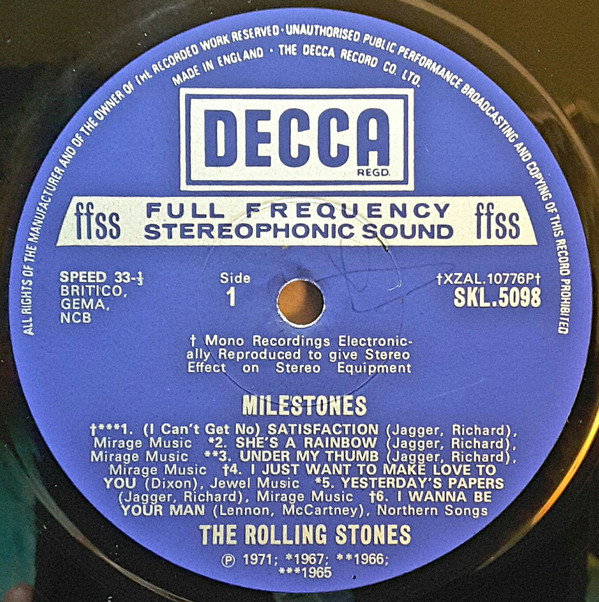 ALL RIGHTS OF THE MANUFACTURER AND OF THE OWNER OF THE RECORDED WORK RESERVED · UNAUTHORISED PUBLIC PERFORMANCE BROADCASTING AND COPYING OF THIS RECORD PROHIBITED
MADE IN ENGLAND · THE DECCA RECORD CO. LTD.
DECCA
REGD.
ffss FULL FREQUENCY ffss
STEREOPHONIC SOUND
SPEED 33-⅓ Side †XZAL.10776P†
BRITICO, 1 SKL.5098
GEMA,
NCB
† Mono Recordings Electronic-
ally Reproduced to give Stereo
Effect on Stereo Equipment
MILESTONES
†***1. (I Can't Get No) SATISFACTION (Jagger, Richard),
Mirage Music *2. SHE'S A RAINBOW (Jagger, Richard),
Mirage Music **3. UNDER MY THUMB (Jagger, Richard),
Mirage Music †4. I JUST WANT TO MAKE LOVE TO
YOU (Dixon), Jewel Music *5. YESTERDAY'S PAPERS
(Jagger, Richard), Mirage Music †6. I WANNA BE
YOUR MAN (Lennon, McCartney), Northern Songs
THE ROLLING STONES
Ⓟ 1971; *1967; **1966;
***1965